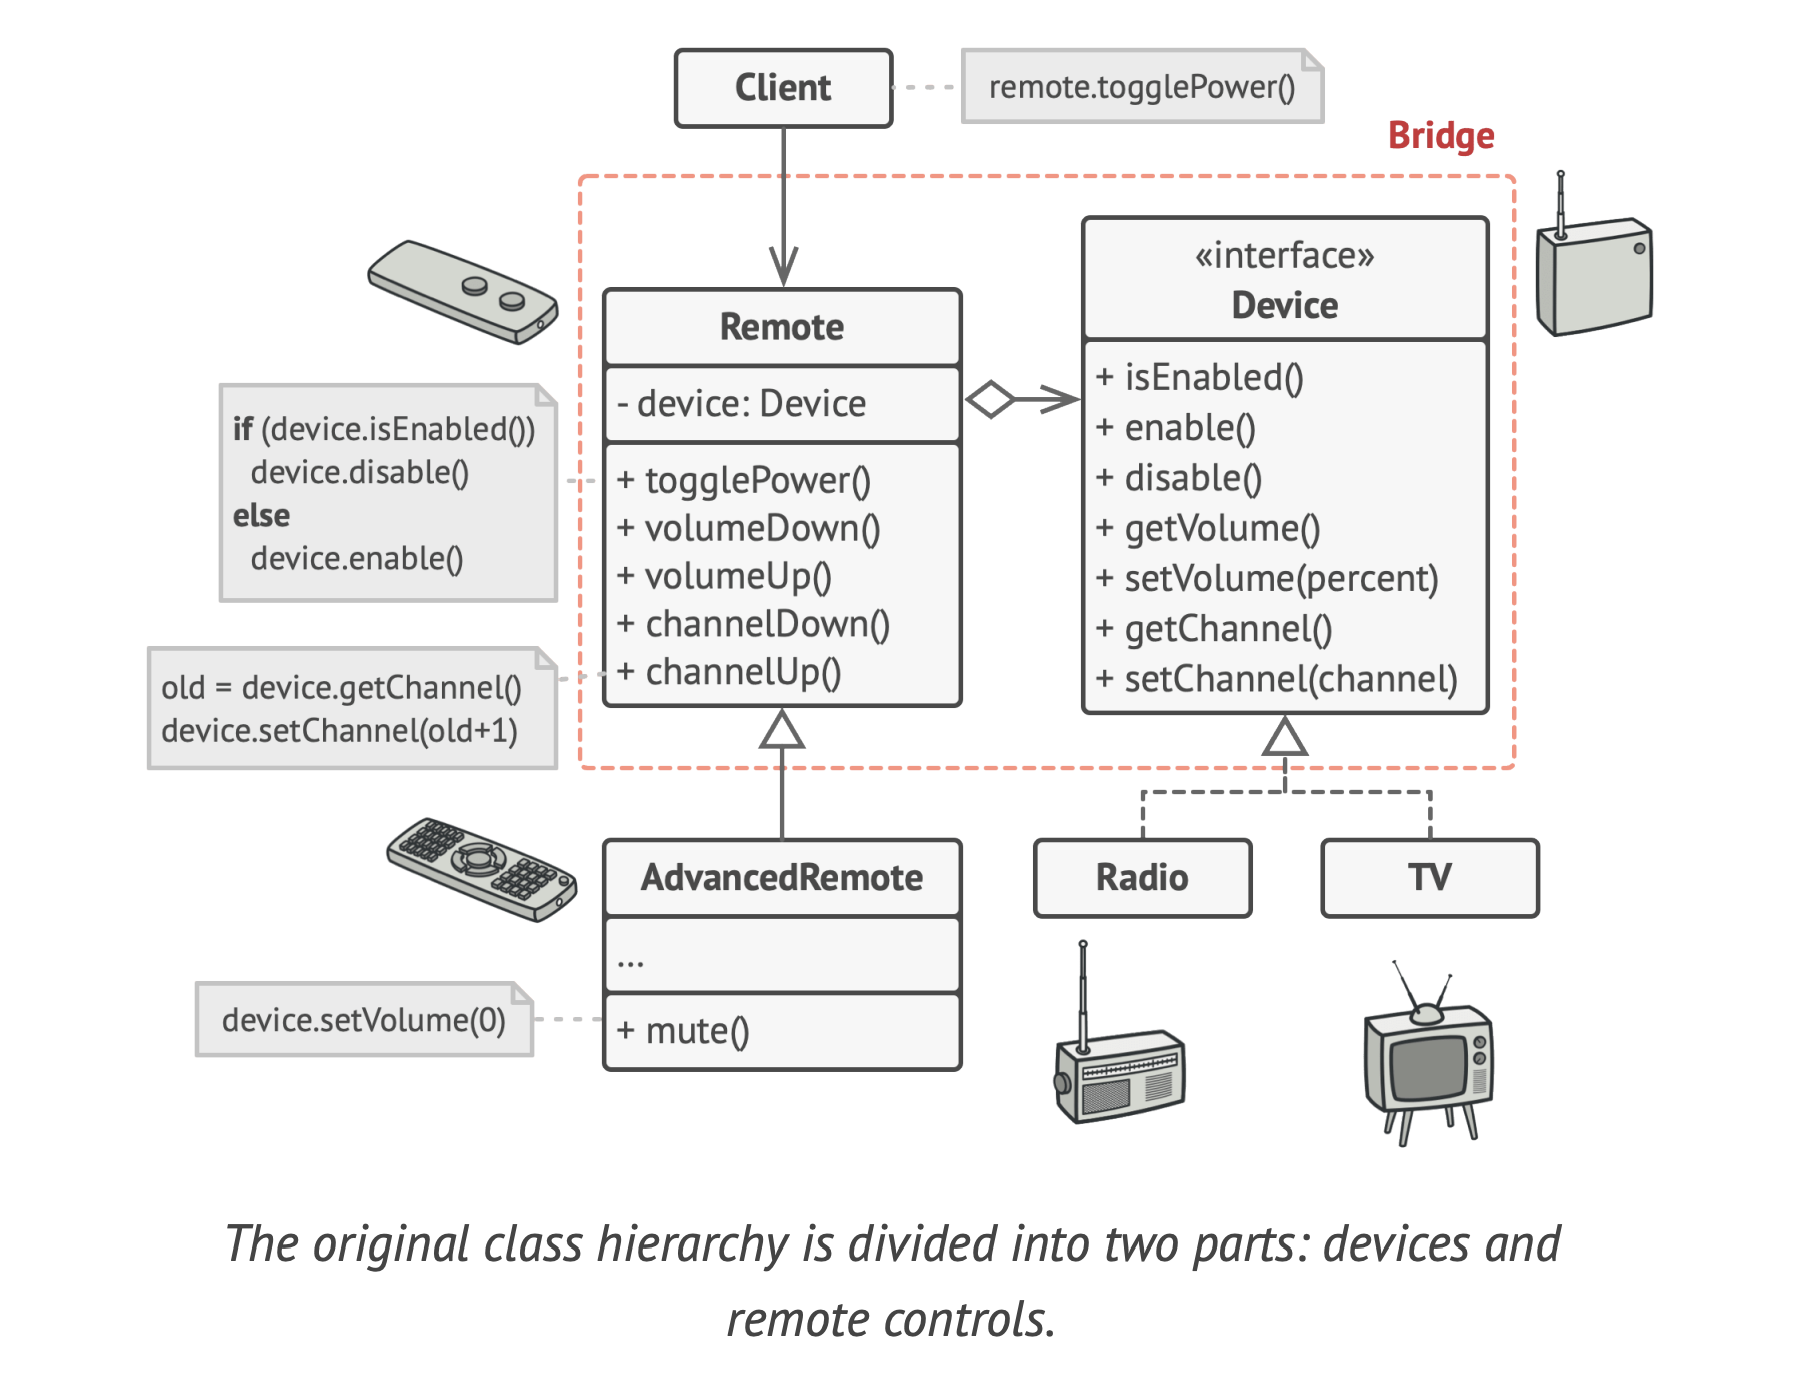 Client
remote.togglePower()
Bridge
Remote
- device: Device
+ togglePower()
+ volumeDown()
+ volumeUp()
+ channelDown()
+ channelUp()
«interface»
Device
+ isEnabled()
+ enable()
+ disable()
+ getVolume()
+ setVolume(percent)
+ getChannel()
+ setChannel(channel)
if (device.isEnabled())
device.disable()
else
device.enable()
old = device.getChannel()
device.setChannel(old+1)
AdvancedRemote
...
+ mute()
device.setVolume(0)
Radio
TV
The original class hierarchy is divided into two parts: devices and
remote controls.